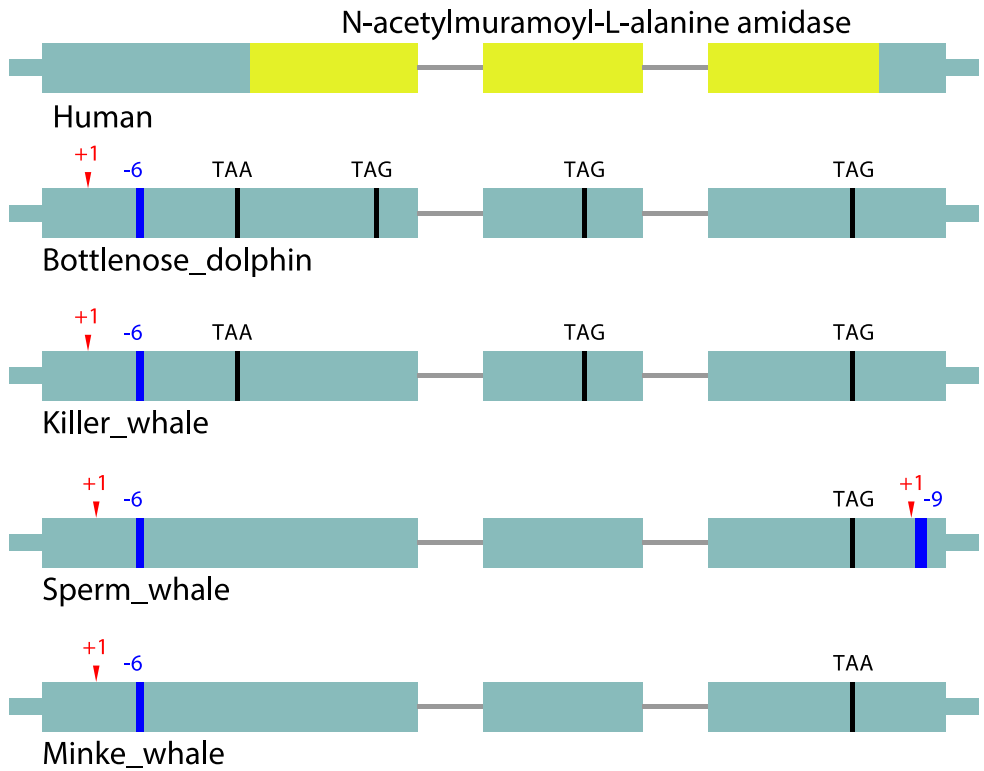 N-acetylmuramoyl-L-alanine amidase
Human
+1
-6 TAA TAG TAG TAG
Bottlenose_dolphin
+1
-6 TAA TAG TAG
Killer_whale
+1 +1
-6 TAG -9
Sperm_whale
+1
-6 TAA
Minke_whale